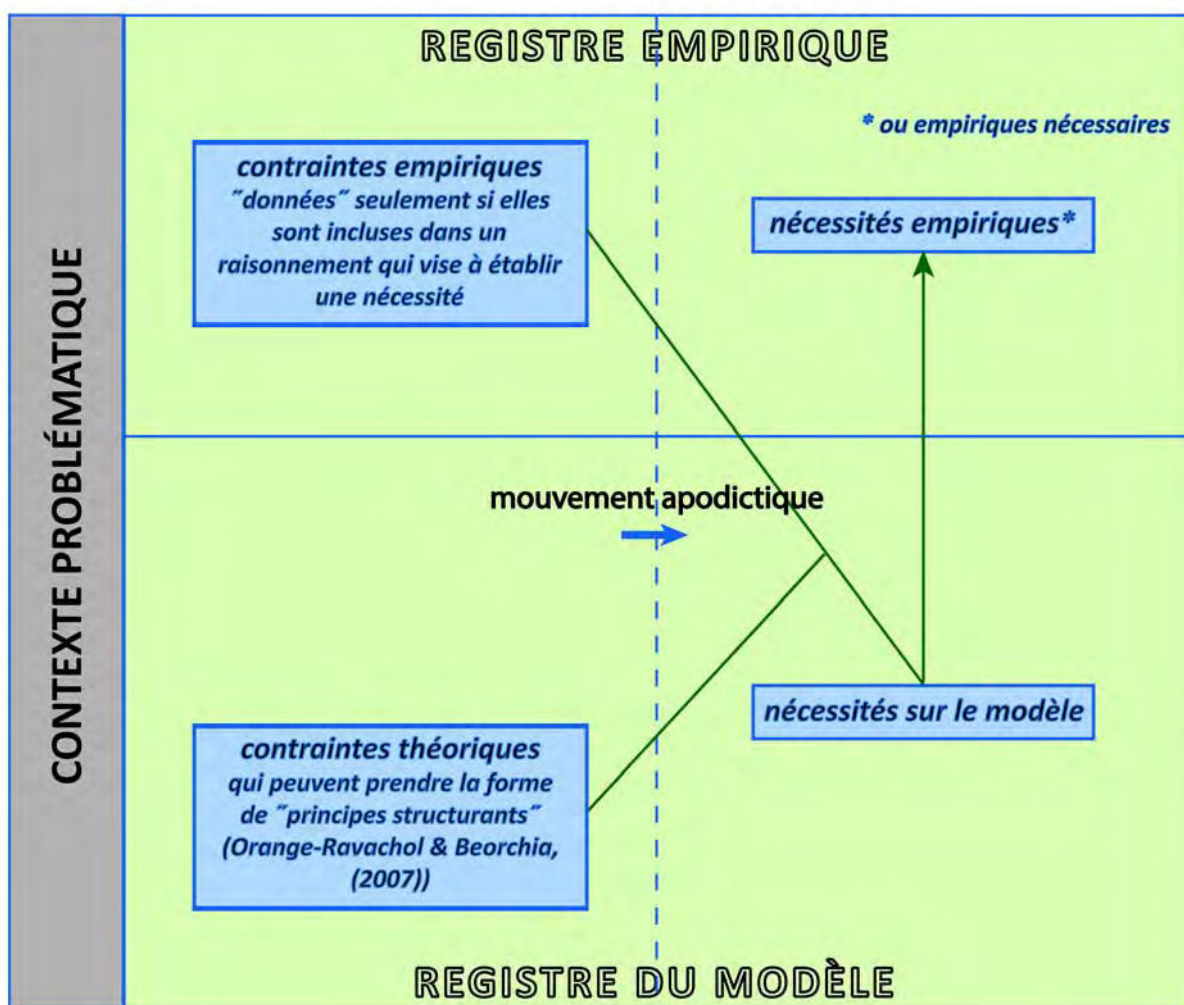 CONTEXTE PROBLÉMATIQUE
REGISTRE EMPIRIQUE
* ou empiriques nécessaires
contraintes empiriques
˝données˝ seulement si elles
sont incluses dans un
raisonnement qui vise à établir
une nécessité
nécessités empiriques*
mouvement apodictique
contraintes théoriques
qui peuvent prendre la forme
de ˝principes structurants˝
(Orange-Ravachol & Beorchia,
(2007))
nécessités sur le modèle
REGISTRE DU MODÈLE